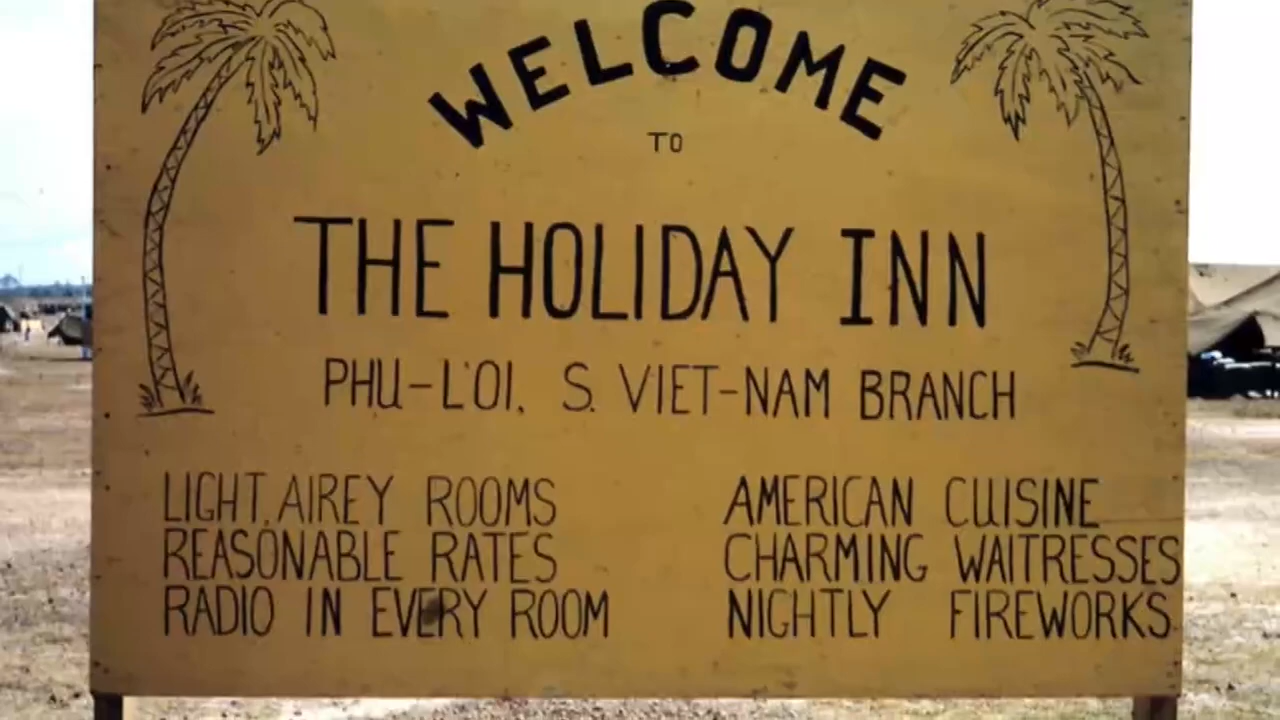 WELCOME
TO
THE HOLIDAY INN
PHU-L'OI, S. VIET-NAM BRANCH
LIGHT, AIREY ROOMS
REASONABLE RATES
RADIO IN EVERY ROOM
AMERICAN CUISINE
CHARMING WAITRESSES
NIGHTLY FIREWORKS